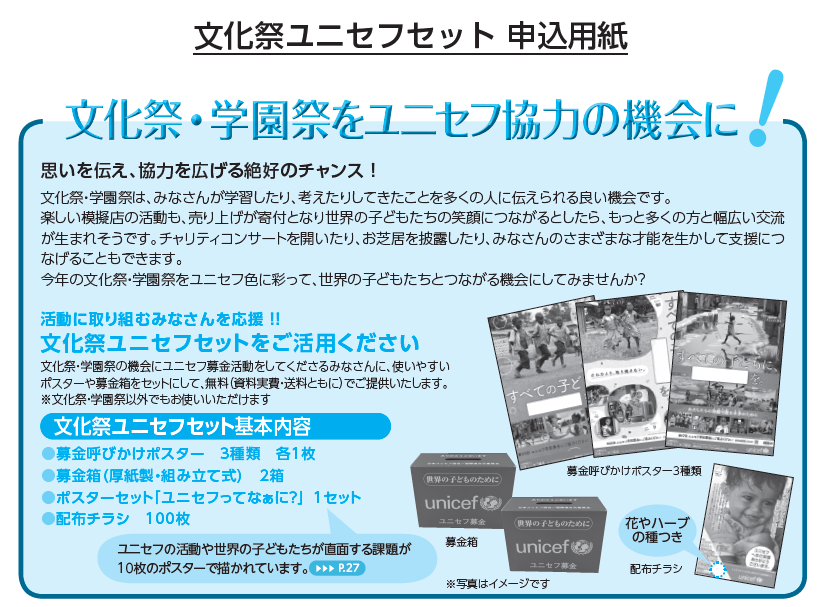 文化祭ユニセフセット 申込用紙
文化祭・学園祭をユニセフ協力の機会に!
思いを伝え、協力を広げる絶好のチャンス！
文化祭・学園祭は、みなさんが学習したり、考えたりしてきたことを多くの人に伝えられる良い機会です。
楽しい模擬店の活動も、売り上げが寄付となり世界の子どもたちの笑顔につながるとしたら、もっと多くの方と幅広い交流
が生まれそうです。チャリティコンサートを開いたり、お芝居を披露したり、みなさんのさまざまな才能を生かして支援につ
なげることもできます。
今年の文化祭・学園祭をユニセフ色に彩って、世界の子どもたちとつながる機会にしてみませんか?
活動に取り組むみなさんを応援 !!
文化祭ユニセフセットをご活用ください
文化祭・学園祭の機会にユニセフ募金活動をしてくださるみなさんに、使いやすい
ポスターや募金箱をセットにして、無料（資料実費・送料ともに）でご提供いたします。
※文化祭・学園祭以外でもお使いいただけます
文化祭ユニセフセット基本内容
●募金呼びかけポスター　3種類　各1枚
●募金箱（厚紙製・組み立て式）　2箱
●ポスターセット「ユニセフってなぁに?」 1セット
●配布チラシ　100枚
ユニセフの活動や世界の子どもたちが直面する課題が
10枚のポスターで描かれています。 ▶▶▶ P.27
すべての子ど
を
すべての子どもに、
を
募金呼びかけポスター3種類
世界の子どものために
unicef
ユニセフ募金
募金箱
世界の子どものために
unicef
ユニセフ募金
※写真はイメージです
花やハーブ
の種つき
unicef
配布チラシ